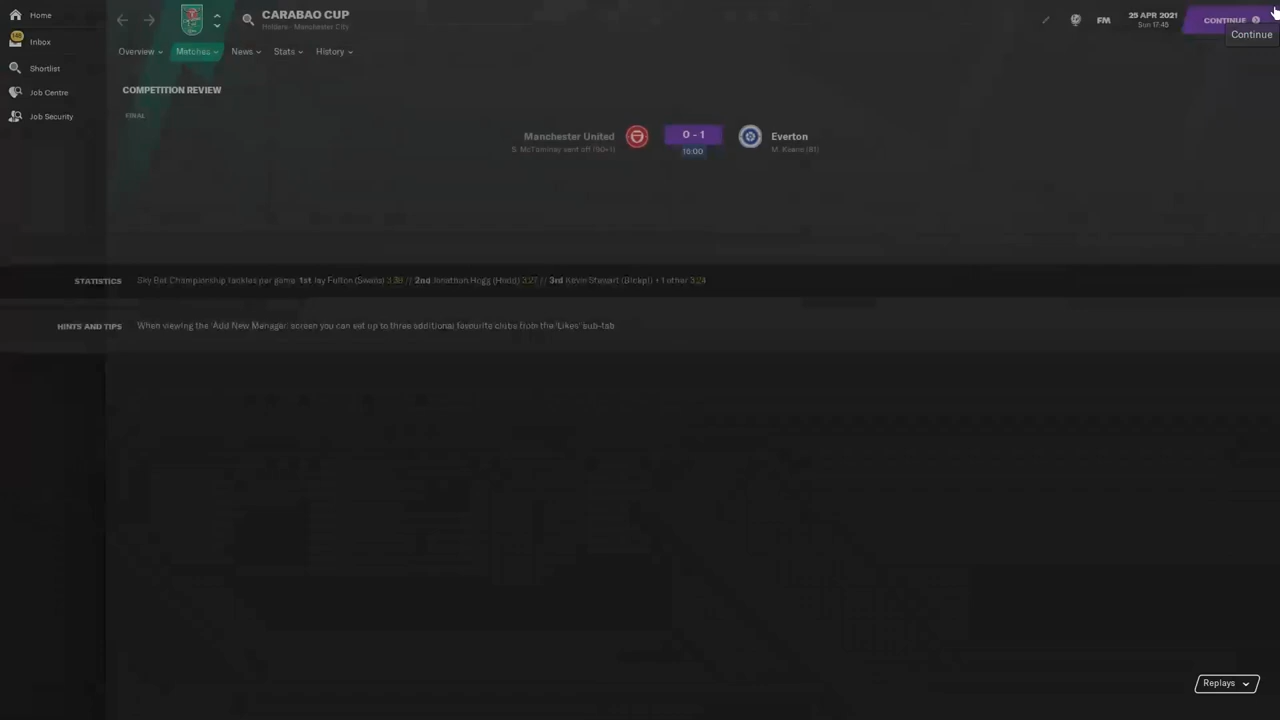 Home
Inbox
Shortlist
Job Centre
Job Security
CARABAO CUP
Holders - Manchester City
FM
25 APR 2021
Sun 17:45
CONTINUE
Continue
Overview
Matches
News
Stats
History
COMPETITION REVIEW
FINAL
Manchester United
0 - 1
Everton
S. McTominay sent off (90+1)
16:00
M. Keane (81)
STATISTICS
Sky Bet Championship tackles per game 1st Jay Fulton (Swans) 3.39 // 2nd Jonathan Hogg (Hudd) 3.27 // 3rd Kevin Stewart (Blckpl) + 1 other 3.24
HINTS AND TIPS
When viewing the 'Add New Manager' screen you can set up to three additional favourite clubs from the 'Likes' sub-tab
Replays